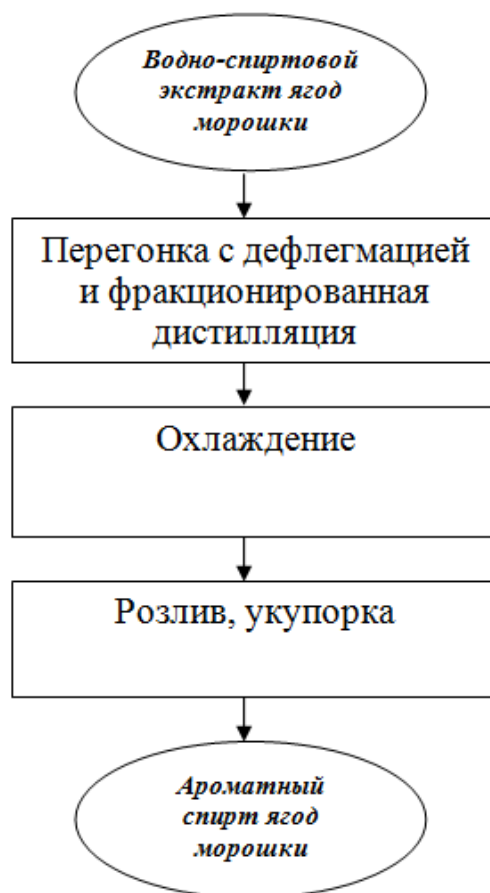 Водно-спиртовой
экстракт ягод
морошки
Перегонка с дефлегмацией
и фракционированная
дистилляция
Охлаждение
Розлив, укупорка
Ароматный
спирт ягод
морошки